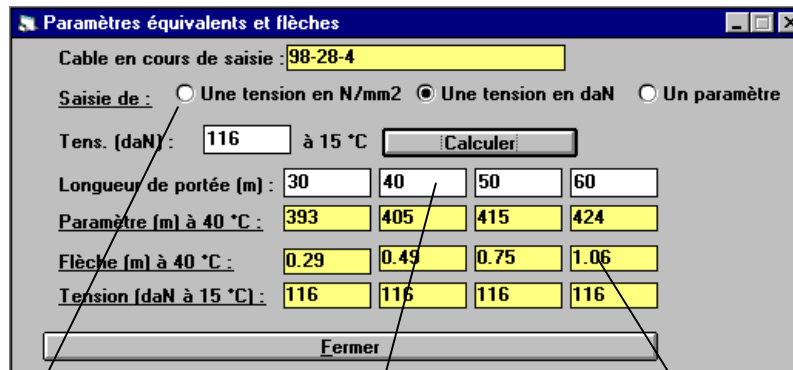 Paramètres équivalents et flèches
Cable en cours de saisie : 98-28-4
Saisie de : Une tension en N/mm2 Une tension en daN Un paramètre
Tens. (daN) : 116 à 15 °C Calculer
Longueur de portée (m) : 30 40 50 60
Paramètre (m) à 40 °C : 393 405 415 424
Flèche (m) à 40 °C : 0.29 0.49 0.75 1.06
Tension (daN à 15 °C) : 116 116 116 116
Fermer